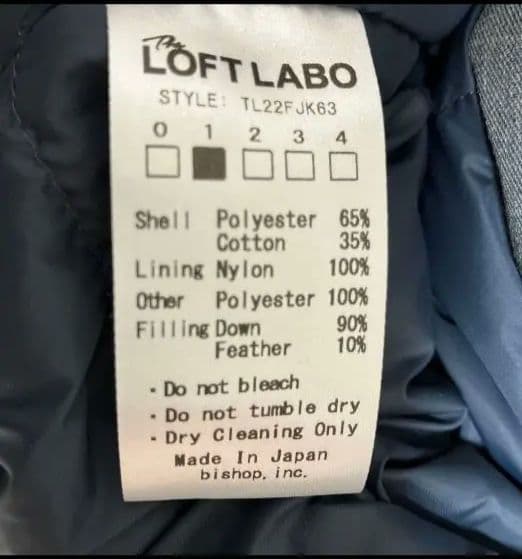 The
LOFT LABO
STYLE: TL22FJK63
0 1 2 3 4
Shell Polyester 65%
Cotton 35%
Lining Nylon 100%
Other Polyester 100%
Filling Down 90%
Feather 10%
· Do not bleach
· Do not tumble dry
· Dry Cleaning Only
Made In Japan
bishop, inc.